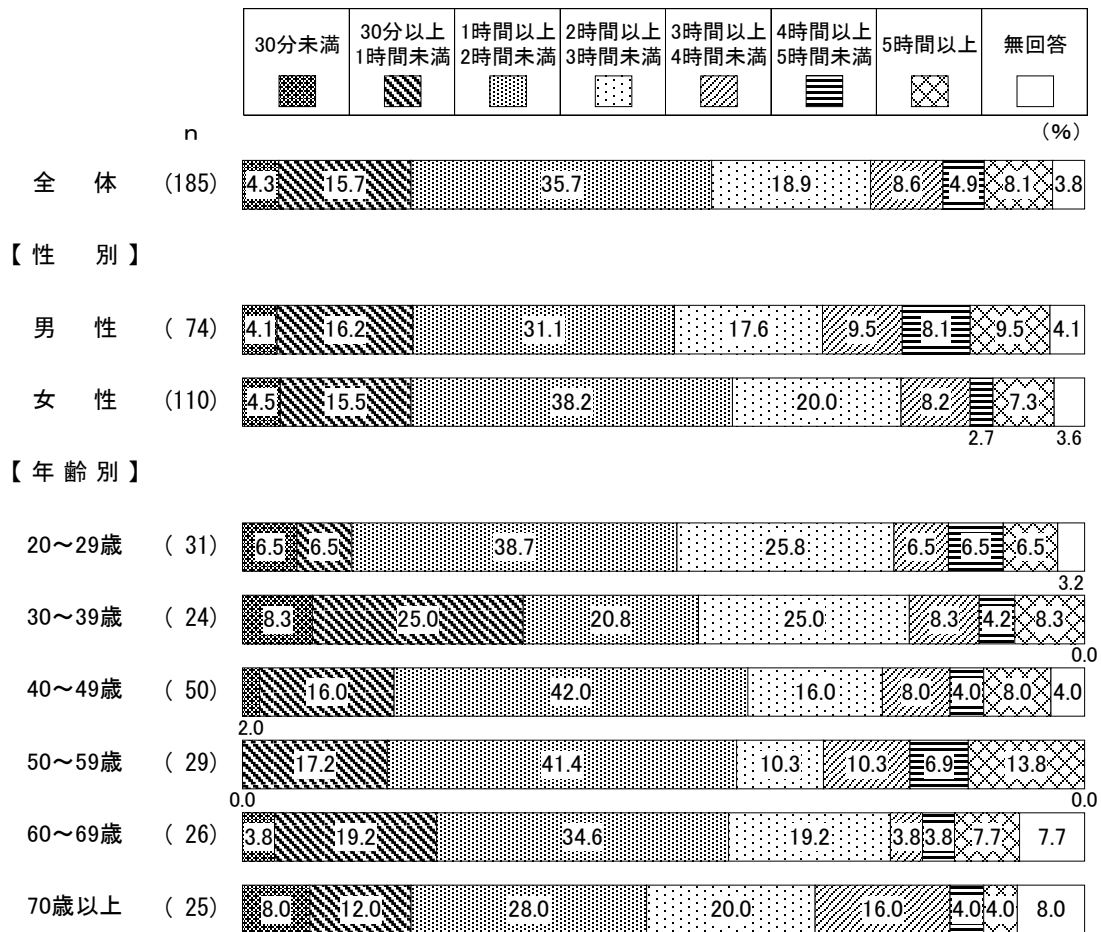 30分未満 30分以上 1時間以上 2時間以上 3時間以上 4時間以上 5時間以上 無回答
1時間未満 2時間未満 3時間未満 4時間未満 5時間未満
n (%)
全 体 (185) 4.3 15.7 35.7 18.9 8.6 4.9 8.1 3.8
【 性 別 】
男 性 ( 74) 4.1 16.2 31.1 17.6 9.5 8.1 9.5 4.1
女 性 (110) 4.5 15.5 38.2 20.0 8.2 7.3
2.7 3.6
【 年 齢 別 】
20～29歳 ( 31) 6.5 6.5 38.7 25.8 6.5 6.5 6.5
3.2
30～39歳 ( 24) 8.3 25.0 20.8 25.0 8.3 4.2 8.3
0.0
40～49歳 ( 50) 16.0 42.0 16.0 8.0 4.0 8.0 4.0
2.0
50～59歳 ( 29) 17.2 41.4 10.3 10.3 6.9 13.8
0.0 0.0
60～69歳 ( 26) 3.8 19.2 34.6 19.2 3.8 3.8 7.7 7.7
70歳以上 ( 25) 8.0 12.0 28.0 20.0 16.0 4.0 4.0 8.0